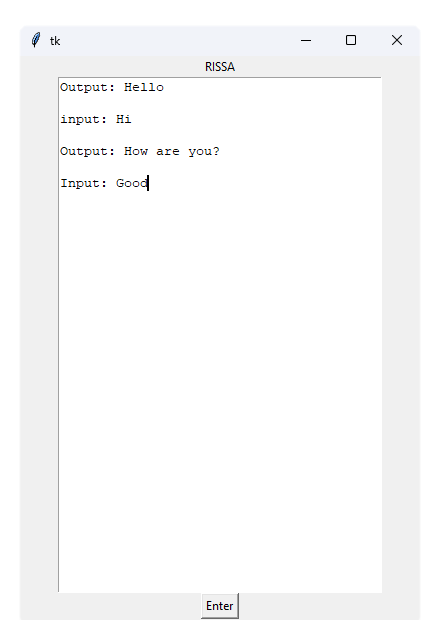 tk
RISSA
Output: Hello
input: Hi
Output: How are you?
Input: Good
Enter